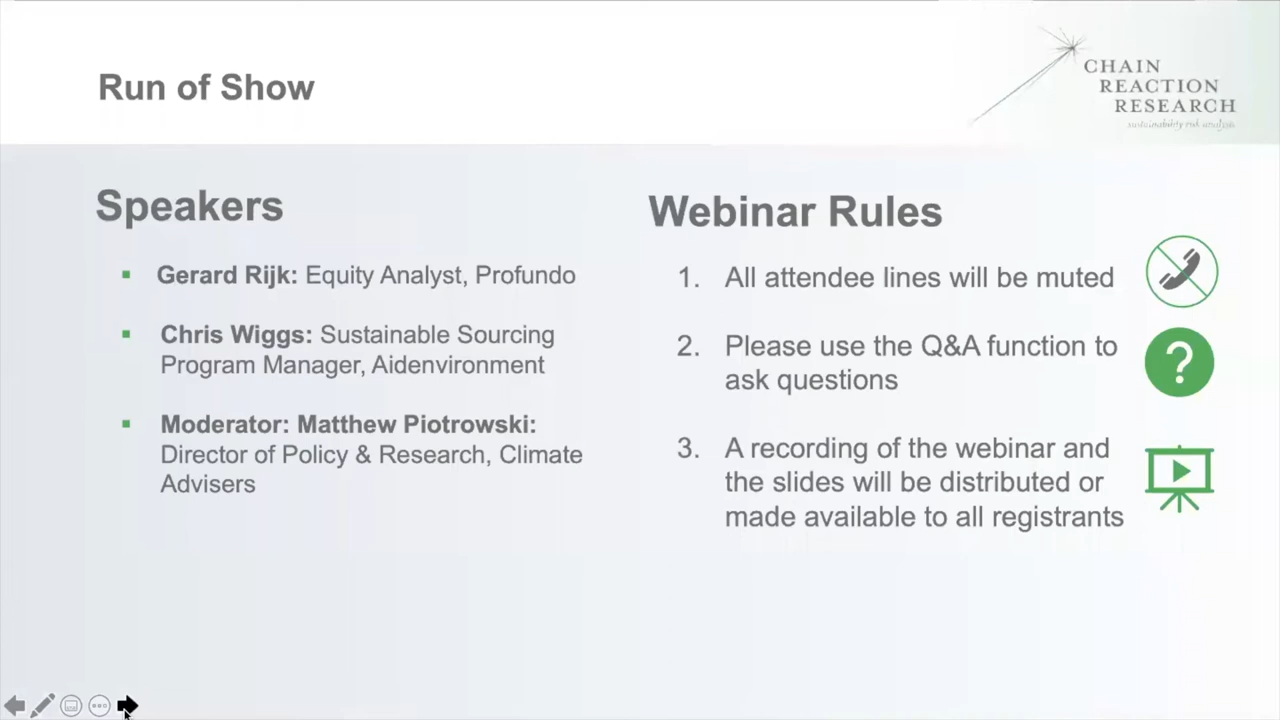 Run of Show
CHAIN
REACTION
RESEARCH
sustainability risk analysis
Speakers
Gerard Rijk: Equity Analyst, Profundo
Chris Wiggs: Sustainable Sourcing
Program Manager, Aidenvironment
Moderator: Matthew Piotrowski:
Director of Policy & Research, Climate
Advisers
Webinar Rules
1. All attendee lines will be muted
2. Please use the Q&A function to
ask questions
3. A recording of the webinar and
the slides will be distributed or
made available to all registrants
?